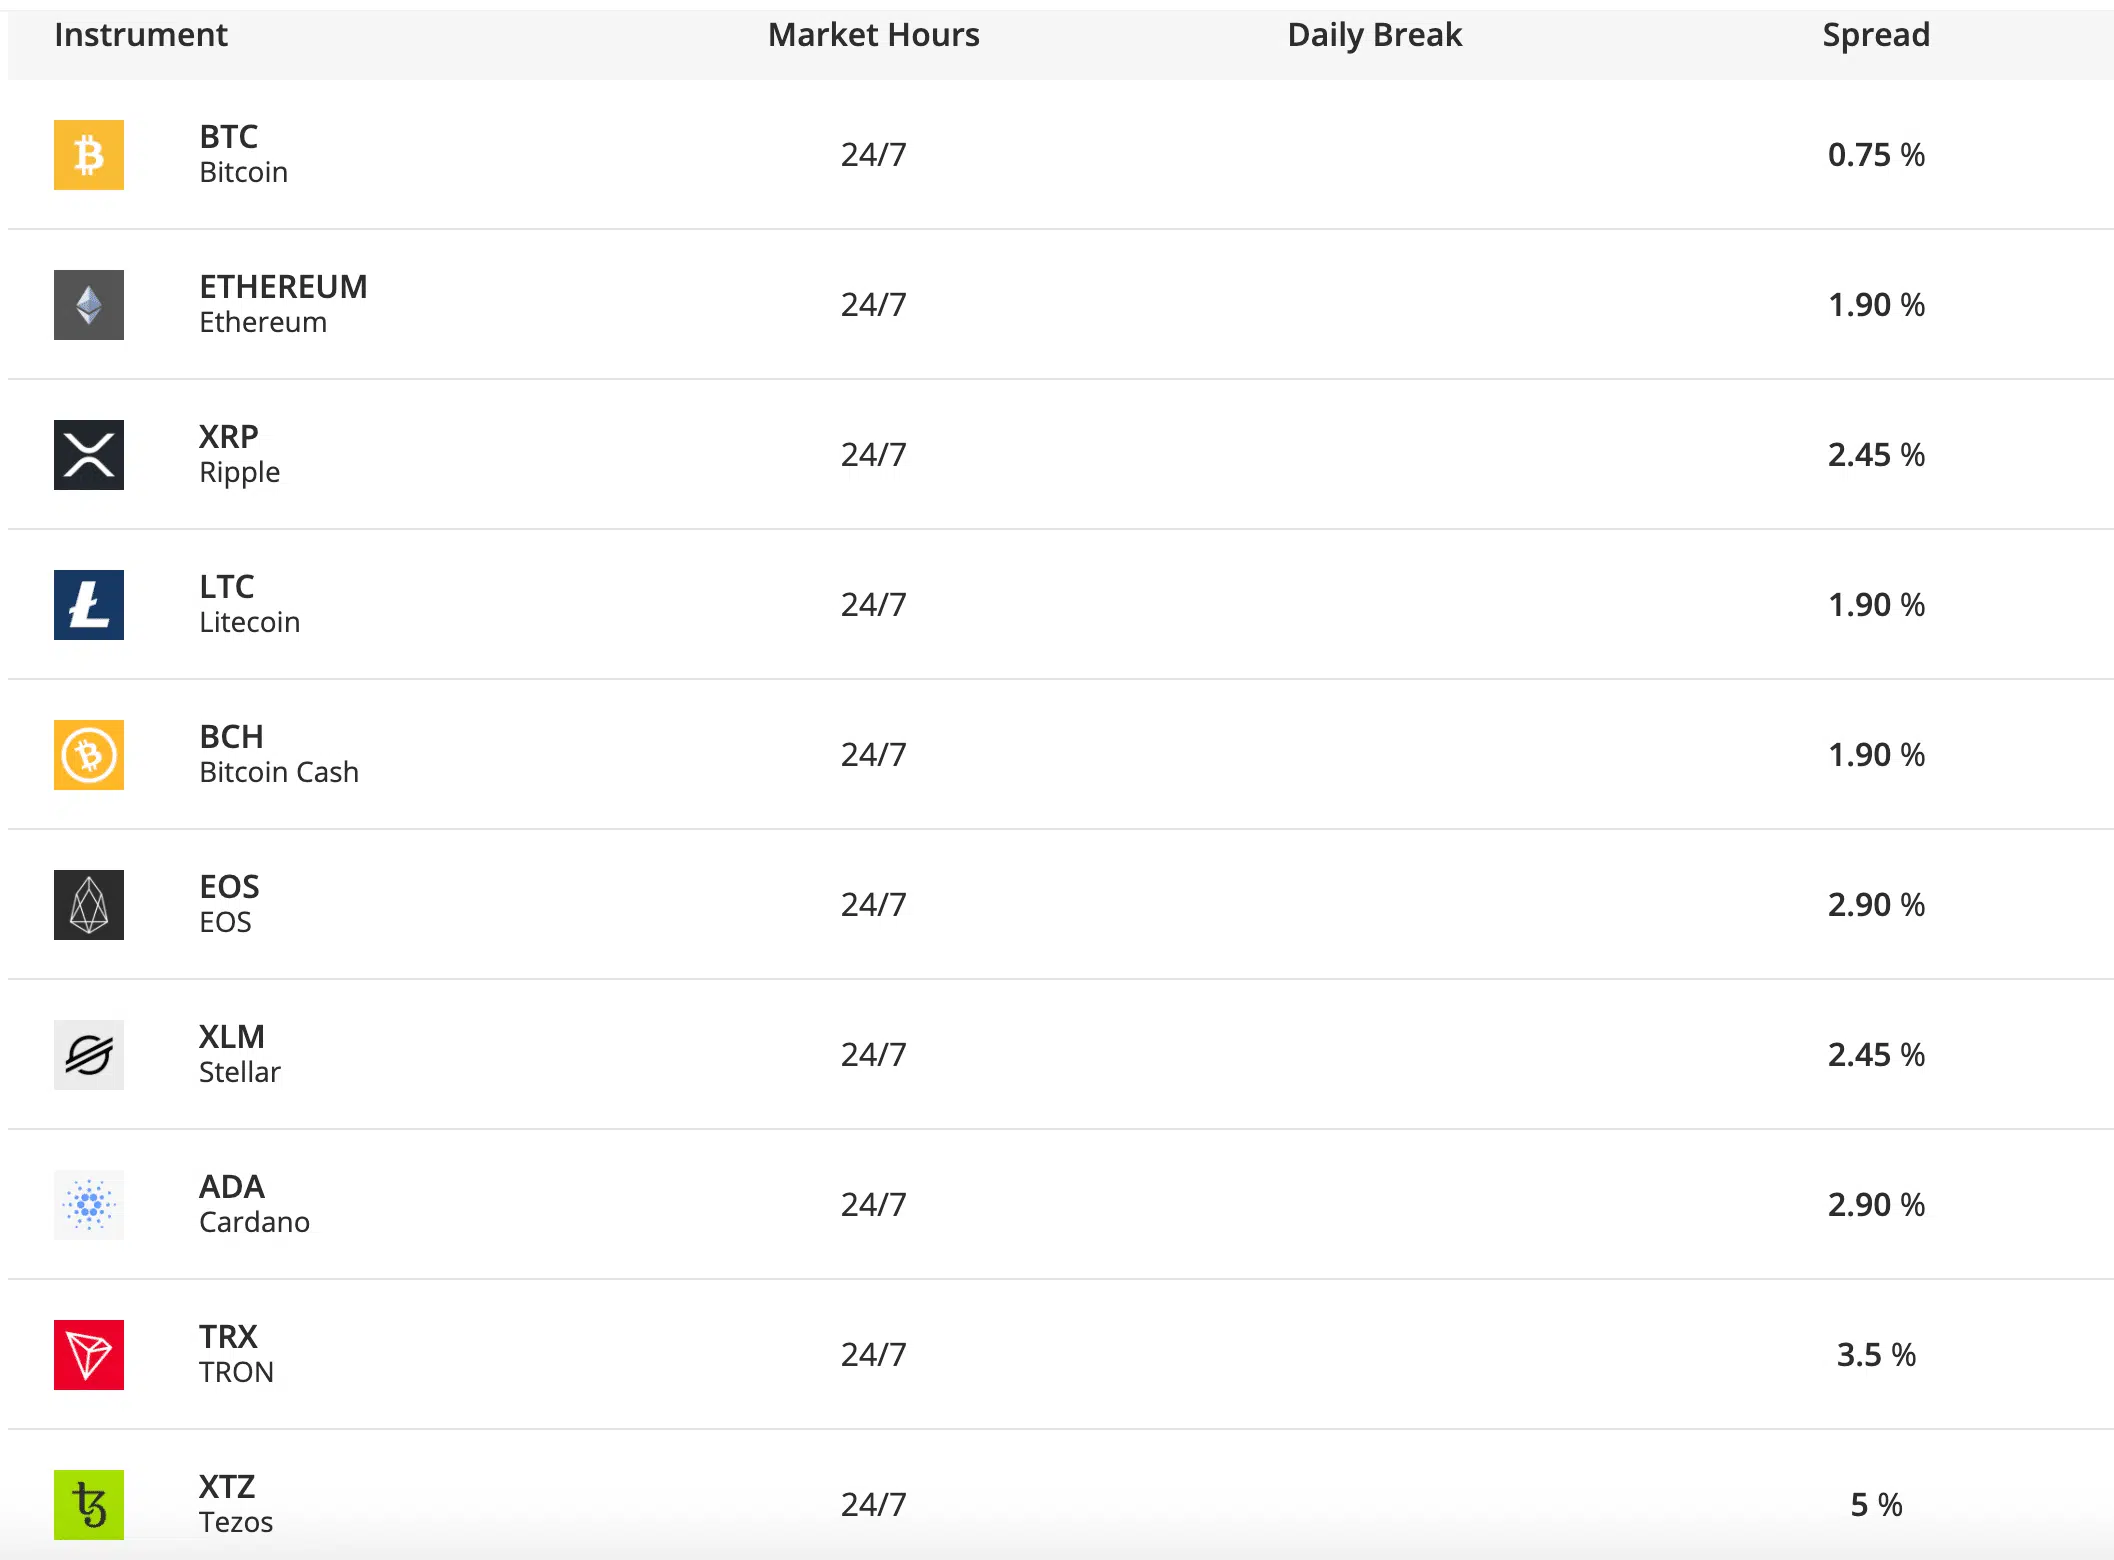 Instrument Market Hours Daily Break Spread
BTC
Bitcoin
24/7
0.75 %
ETHEREUM
Ethereum
24/7
1.90 %
XRP
Ripple
24/7
2.45 %
LTC
Litecoin
24/7
1.90 %
BCH
Bitcoin Cash
24/7
1.90 %
EOS
EOS
24/7
2.90 %
XLM
Stellar
24/7
2.45 %
ADA
Cardano
24/7
2.90 %
TRX
TRON
24/7
3.5 %
XTZ
Tezos
24/7
5 %